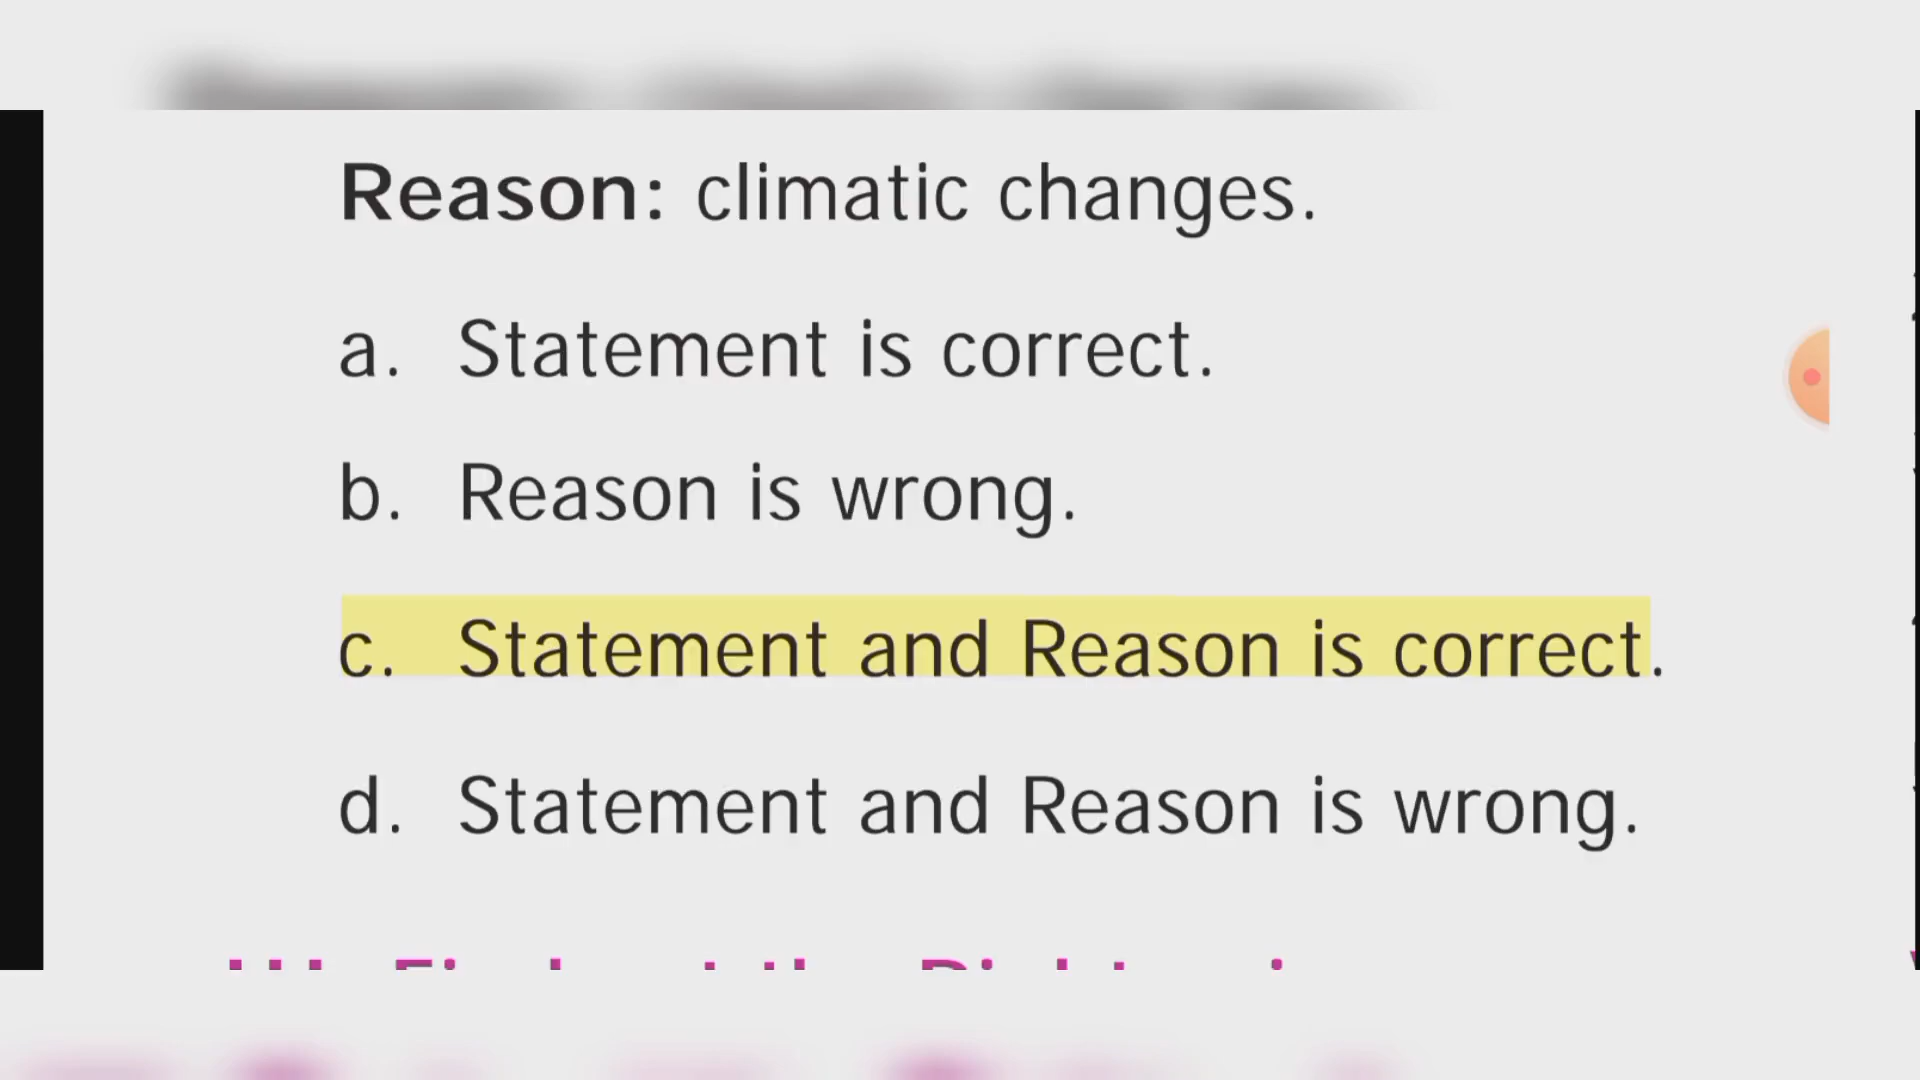 Reason: climatic changes.
a. Statement is correct.
b. Reason is wrong.
c. Statement and Reason is correct.
d. Statement and Reason is wrong.